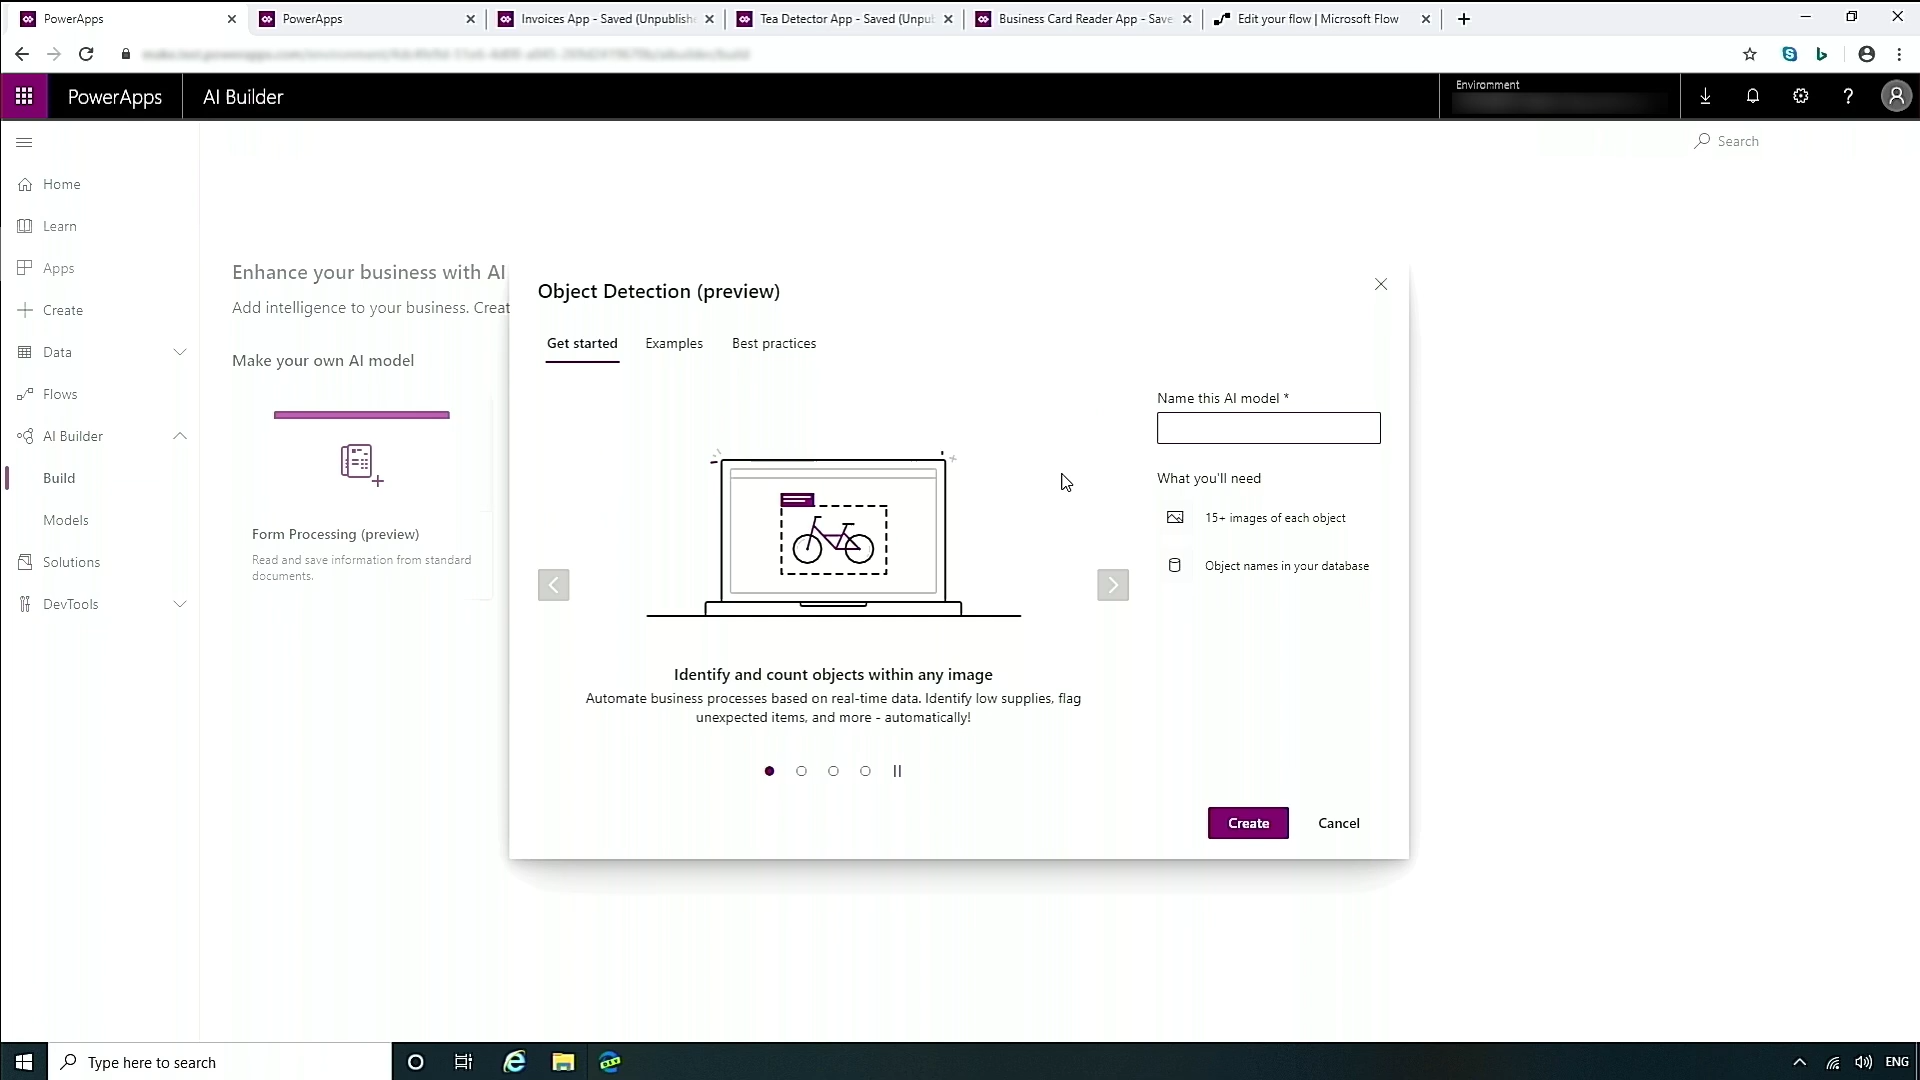 PowerApps
PowerApps
Invoices App - Saved (Unpublishe
Tea Detector App - Saved (Unpub
Business Card Reader App - Save
Edit your flow | Microsoft Flow
PowerApps
AI Builder
Environment
Search
Home
Learn
Apps
Create
Data
Flows
AI Builder
Build
Models
Solutions
DevTools
Enhance your business with AI
Add intelligence to your business. Creat
Make your own AI model
Form Processing (preview)
Read and save information from standard
documents.
Object Detection (preview)
Get started
Examples
Best practices
Name this AI model *
What you'll need
15+ images of each object
Object names in your database
Identify and count objects within any image
Automate business processes based on real-time data. Identify low supplies, flag
unexpected items, and more - automatically!
Create
Cancel
Type here to search
ENG